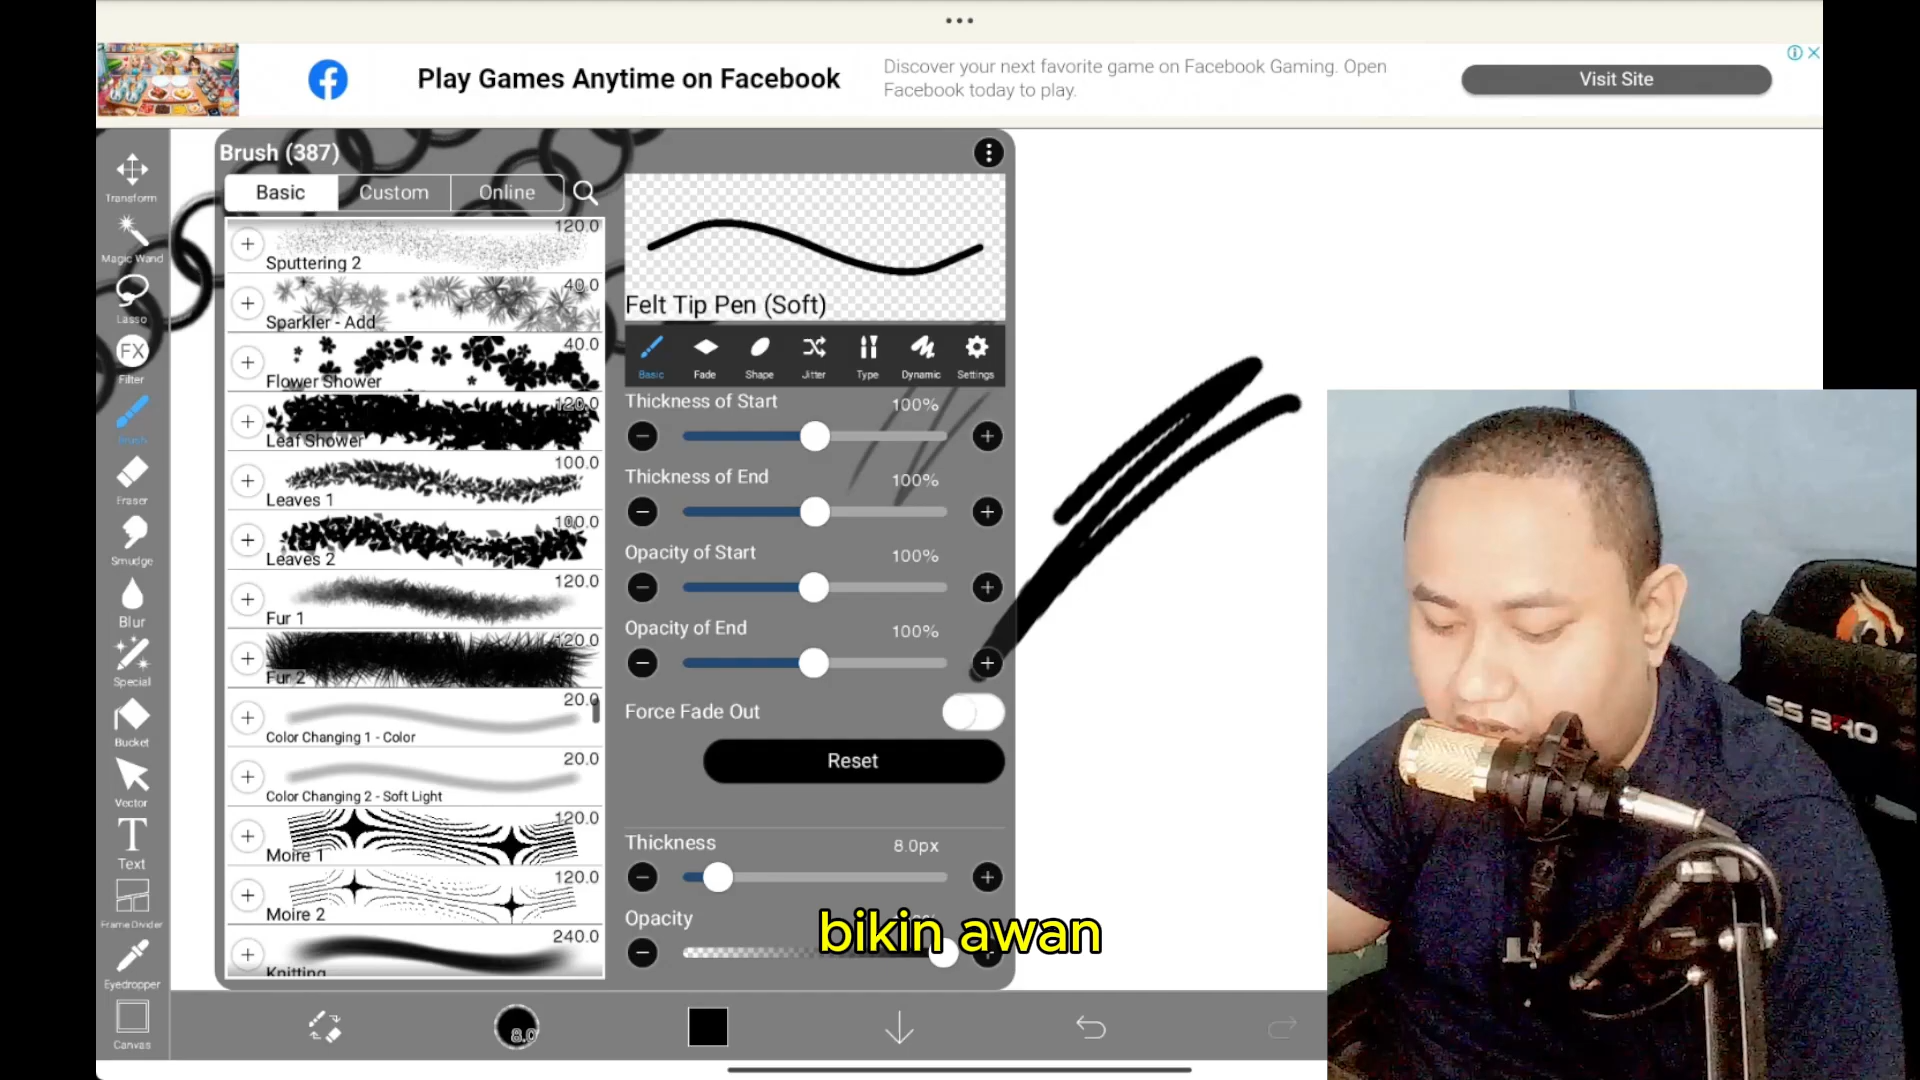 Play Games Anytime on Facebook
Discover your next favorite game on Facebook Gaming. Open
Facebook today to play.
Visit Site
Brush (387)
Basic
Custom
Online
Transform
Magic Wand
Lasso
FX
Filter
Brush
Eraser
Smudge
Blur
Special
Bucket
Vector
T
Text
Frame Divider
Eyedropper
Canvas
120.0
Sputtering 2
40.0
Sparkler - Add
40.0
Flower Shower
120.0
Leaf Shower
100.0
Leaves 1
100.0
Leaves 2
120.0
Fur 1
120.0
Fur 2
20.0
Color Changing 1 - Color
20.0
Color Changing 2 - Soft Light
120.0
Moire 1
120.0
Moire 2
240.0
Knitting
Felt Tip Pen (Soft)
Basic
Fade
Shape
Jitter
Type
Dynamic
Settings
Thickness of Start
100%
Thickness of End
100%
Opacity of Start
100%
Opacity of End
100%
Force Fade Out
Reset
Thickness
8.0px
Opacity
bikin awan
8.0
SS BRO